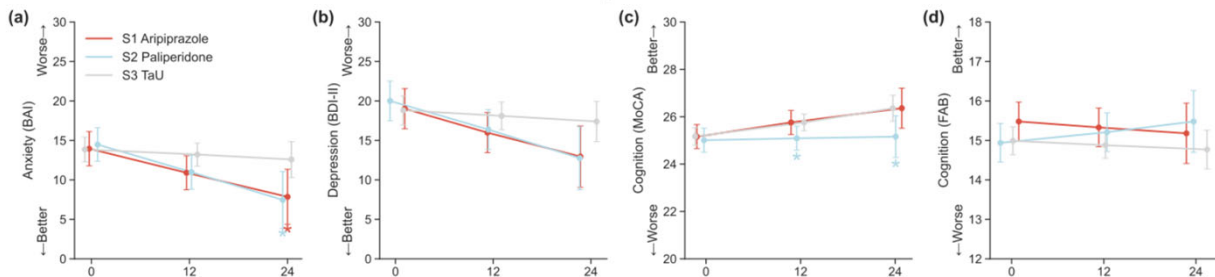 (a)
Worse→
Anxiety (BAI)
←Better
30
25
20
15
10
5
0
S1 Aripiprazole
S2 Paliperidone
S3 TaU
*
*
0 12 24
(b)
Worse→
Depression (BDI-II)
←Better
30
25
20
15
10
5
0
*
0 12 24
(c)
Better→
Cognition (MoCA)
←Worse
30
28
26
24
22
20
*
*
0 12 24
(d)
Better→
Cognition (FAB)
←Worse
18
17
16
15
14
13
12
0 12 24